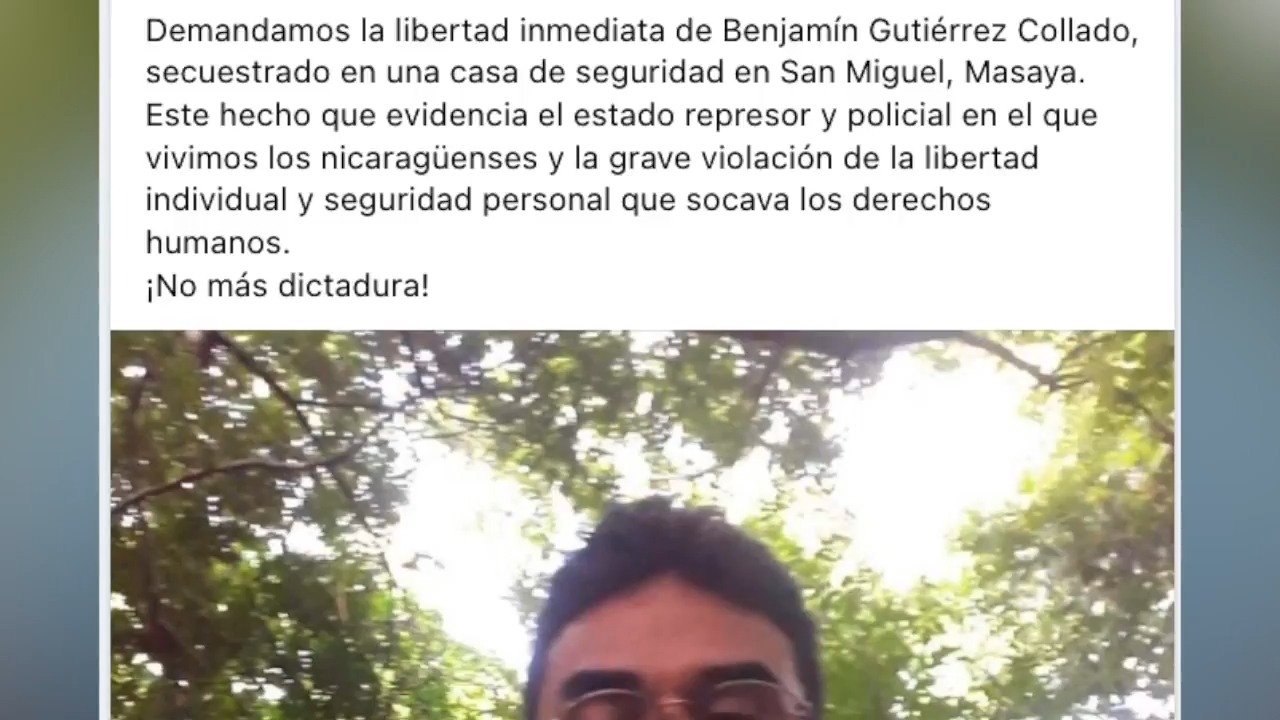 Demandamos la libertad inmediata de Benjamín Gutiérrez Collado,
secuestrado en una casa de seguridad en San Miguel, Masaya.
Este hecho que evidencia el estado represor y policial en el que
vivimos los nicaragüenses y la grave violación de la libertad
individual y seguridad personal que socava los derechos
humanos.
¡No más dictadura!